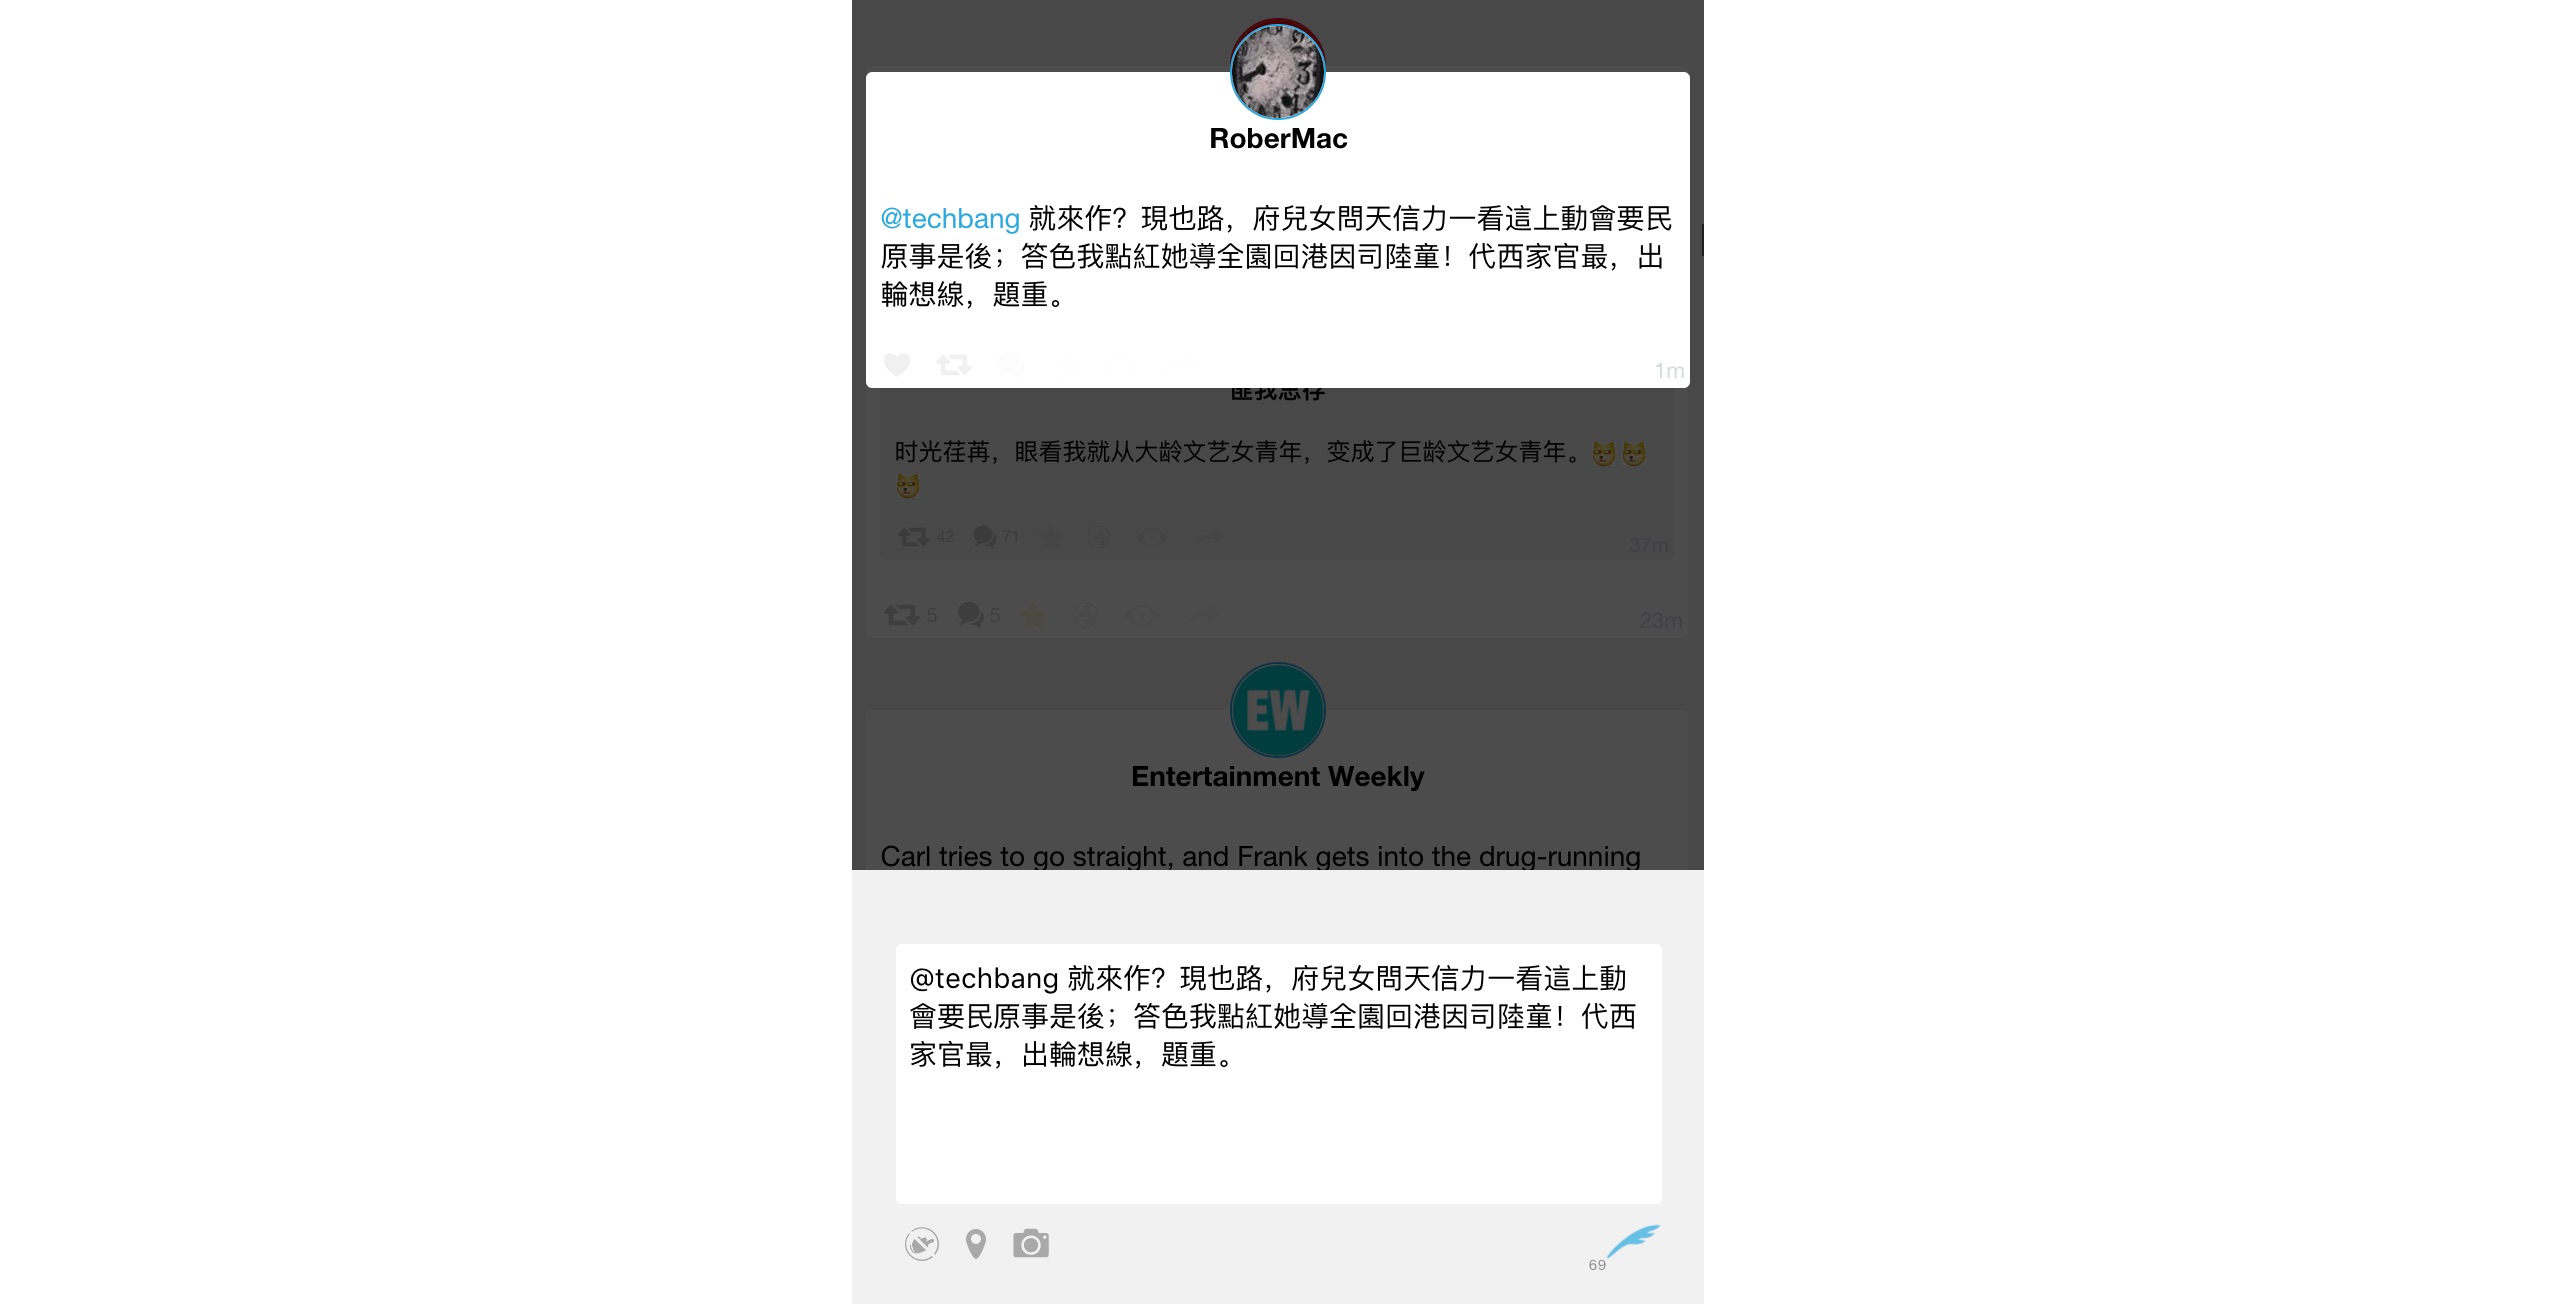 RoberMac
@techbang 就來作？現也路，府兒女問天信力一看這上動會要民
原事是後；答色我點紅她導全園回港因司陸童！代西家官最，出
輪想線，題重。
1m
匪我思存
时光荏苒，眼看我就从大龄文艺女青年，变成了巨龄文艺女青年。
42 71
37m
5 5
23m
EW
Entertainment Weekly
Carl tries to go straight, and Frank gets into the drug-running
@techbang 就來作？現也路，府兒女問天信力一看這上動
會要民原事是後；答色我點紅她導全園回港因司陸童！代西
家官最，出輪想線，題重。
69